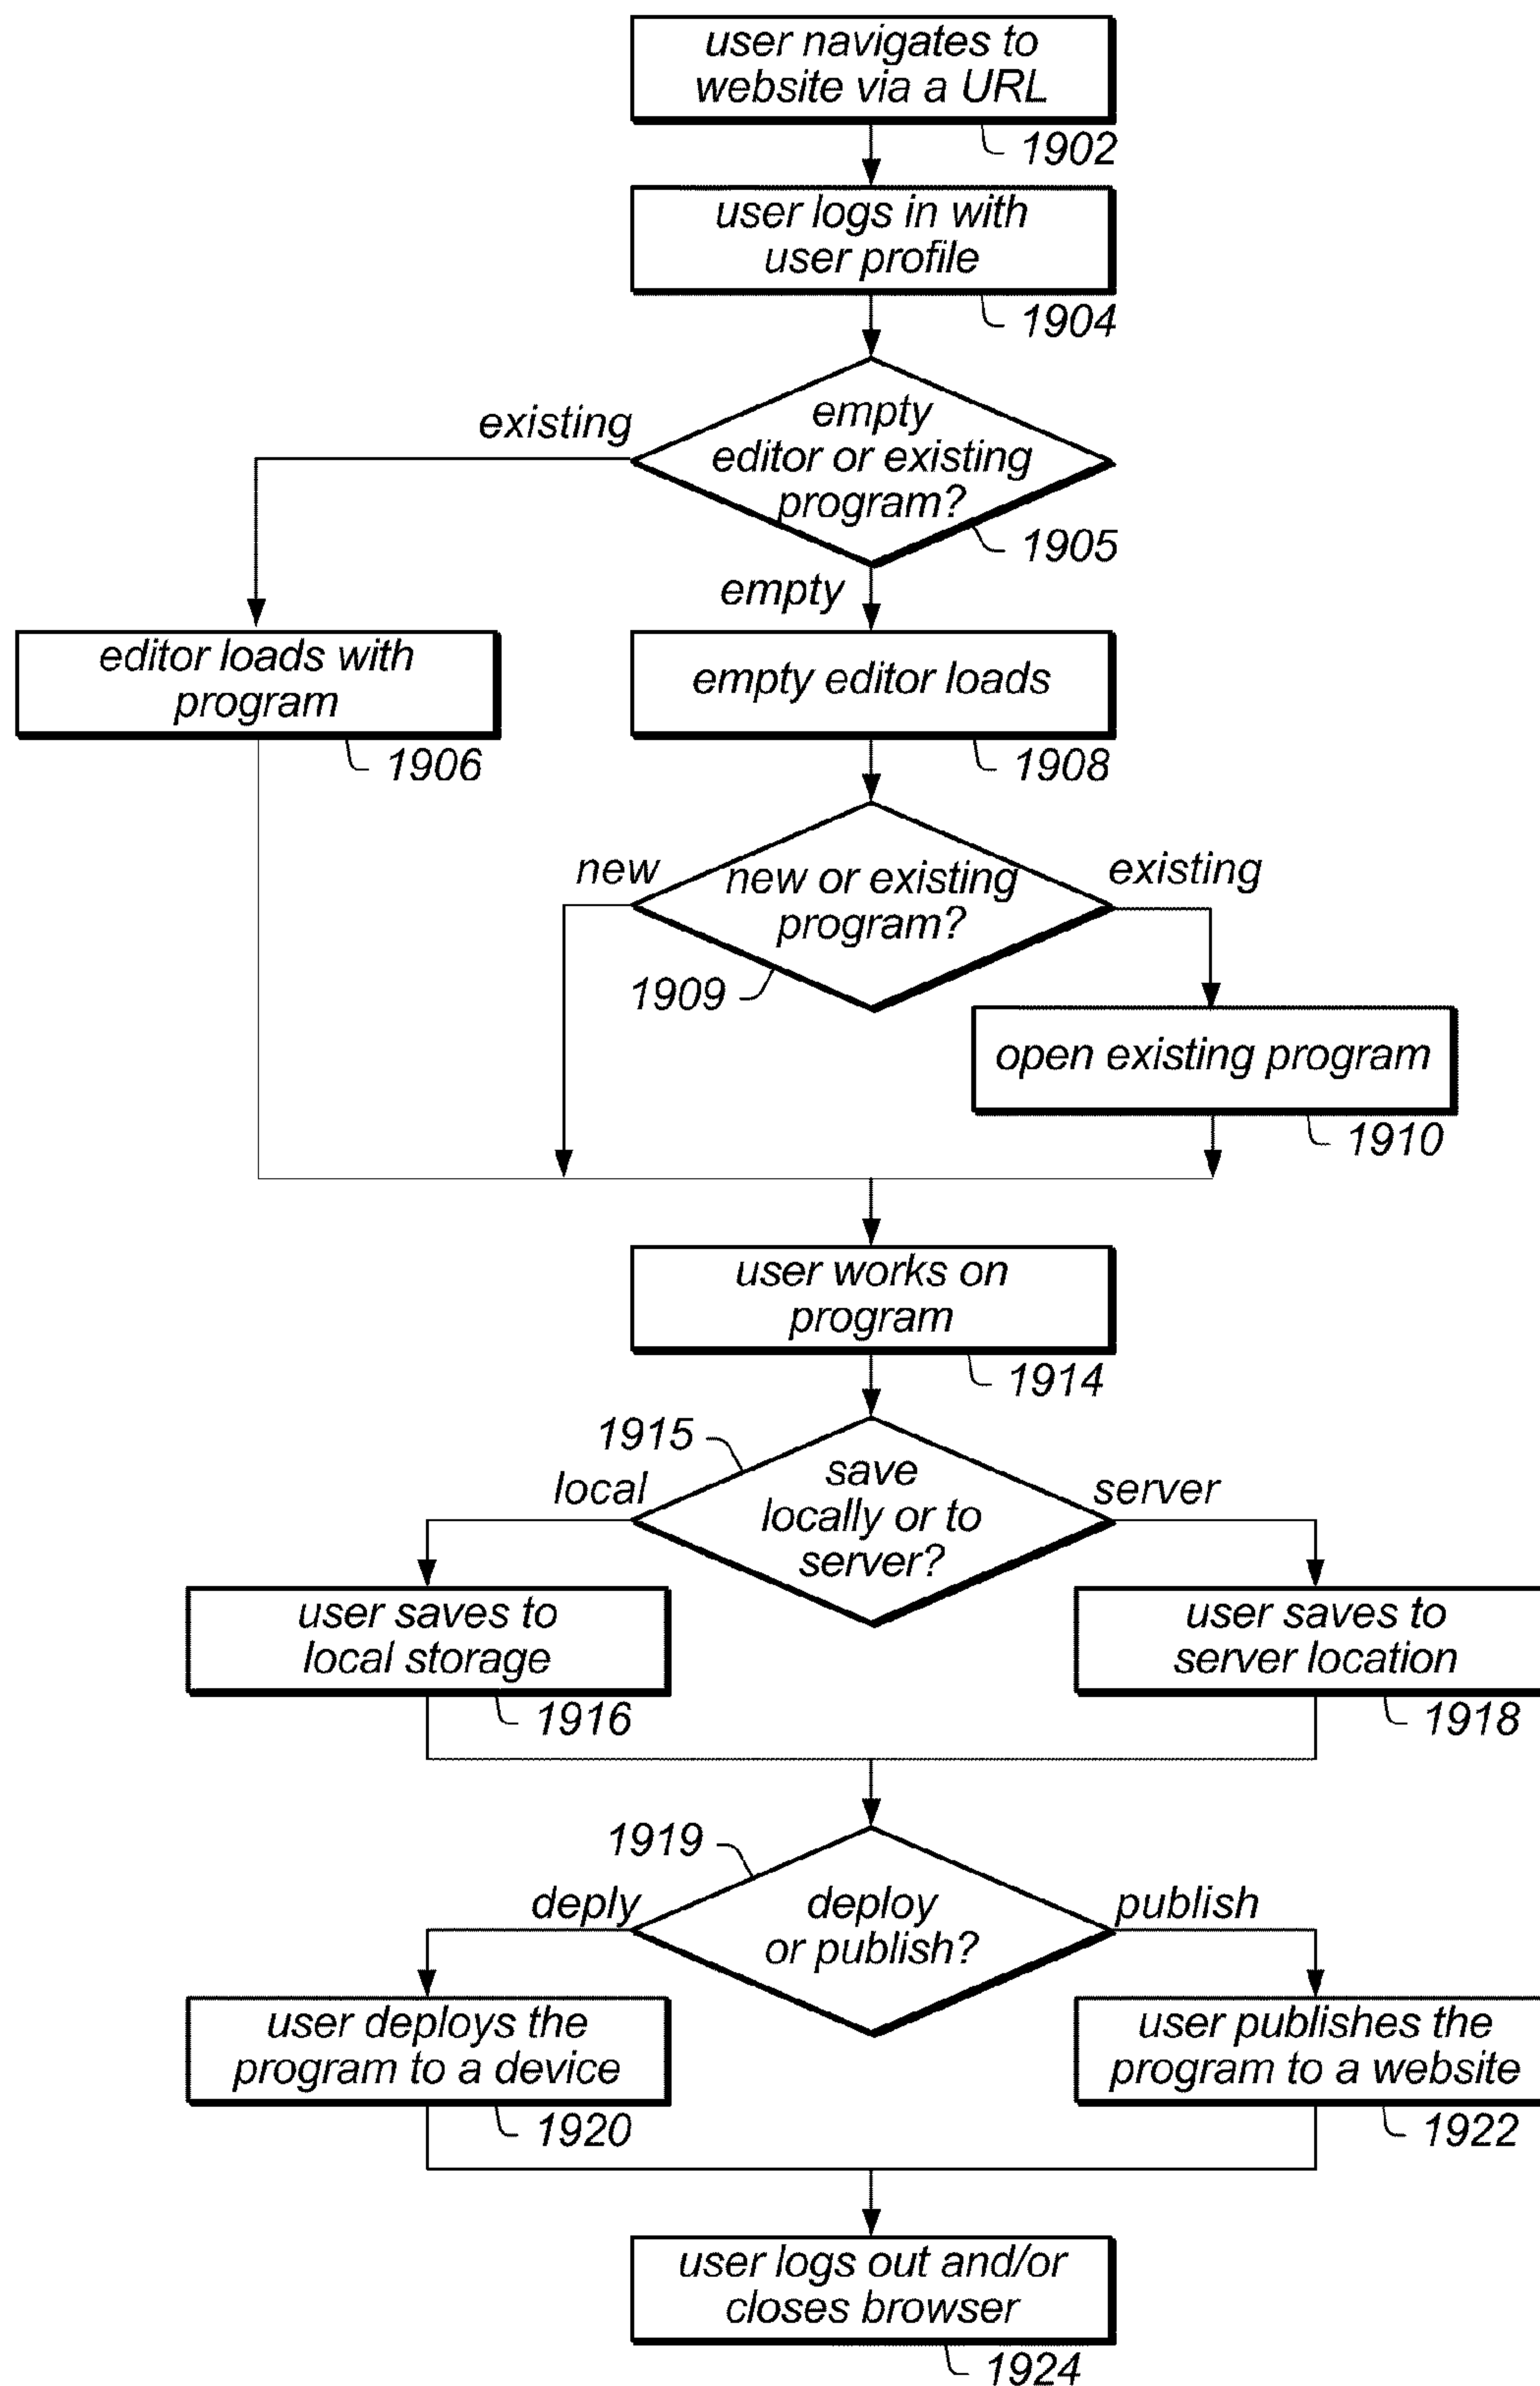 user navigates to
website via a URL
1902
user logs in with
user profile
1904
existing
empty
editor or existing
program?
1905
empty
editor loads with
program
1906
empty editor loads
1908
new
new or existing
program?
existing
1909
open existing program
1910
user works on
program
1914
1915
local
save
locally or to
server?
server
user saves to
local storage
1916
user saves to
server location
1918
1919
deply
deploy
or publish?
publish
user deploys the
program to a device
1920
user publishes the
program to a website
1922
user logs out and/or
closes browser
1924